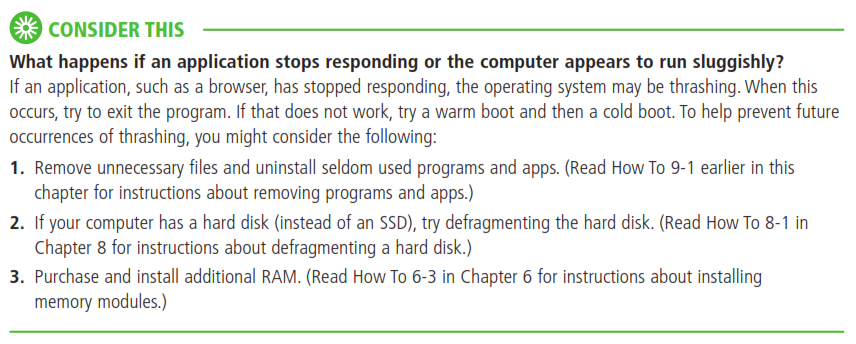 CONSIDER THIS
What happens if an application stops responding or the computer appears to run sluggishly?
If an application, such as a browser, has stopped responding, the operating system may be thrashing. When this
occurs, try to exit the program. If that does not work, try a warm boot and then a cold boot. To help prevent future
occurrences of thrashing, you might consider the following:
1. Remove unnecessary files and uninstall seldom used programs and apps. (Read How To 9-1 earlier in this
chapter for instructions about removing programs and apps.)
2. If your computer has a hard disk (instead of an SSD), try defragmenting the hard disk. (Read How To 8-1 in
Chapter 8 for instructions about defragmenting a hard disk.)
3. Purchase and install additional RAM. (Read How To 6-3 in Chapter 6 for instructions about installing
memory modules.)